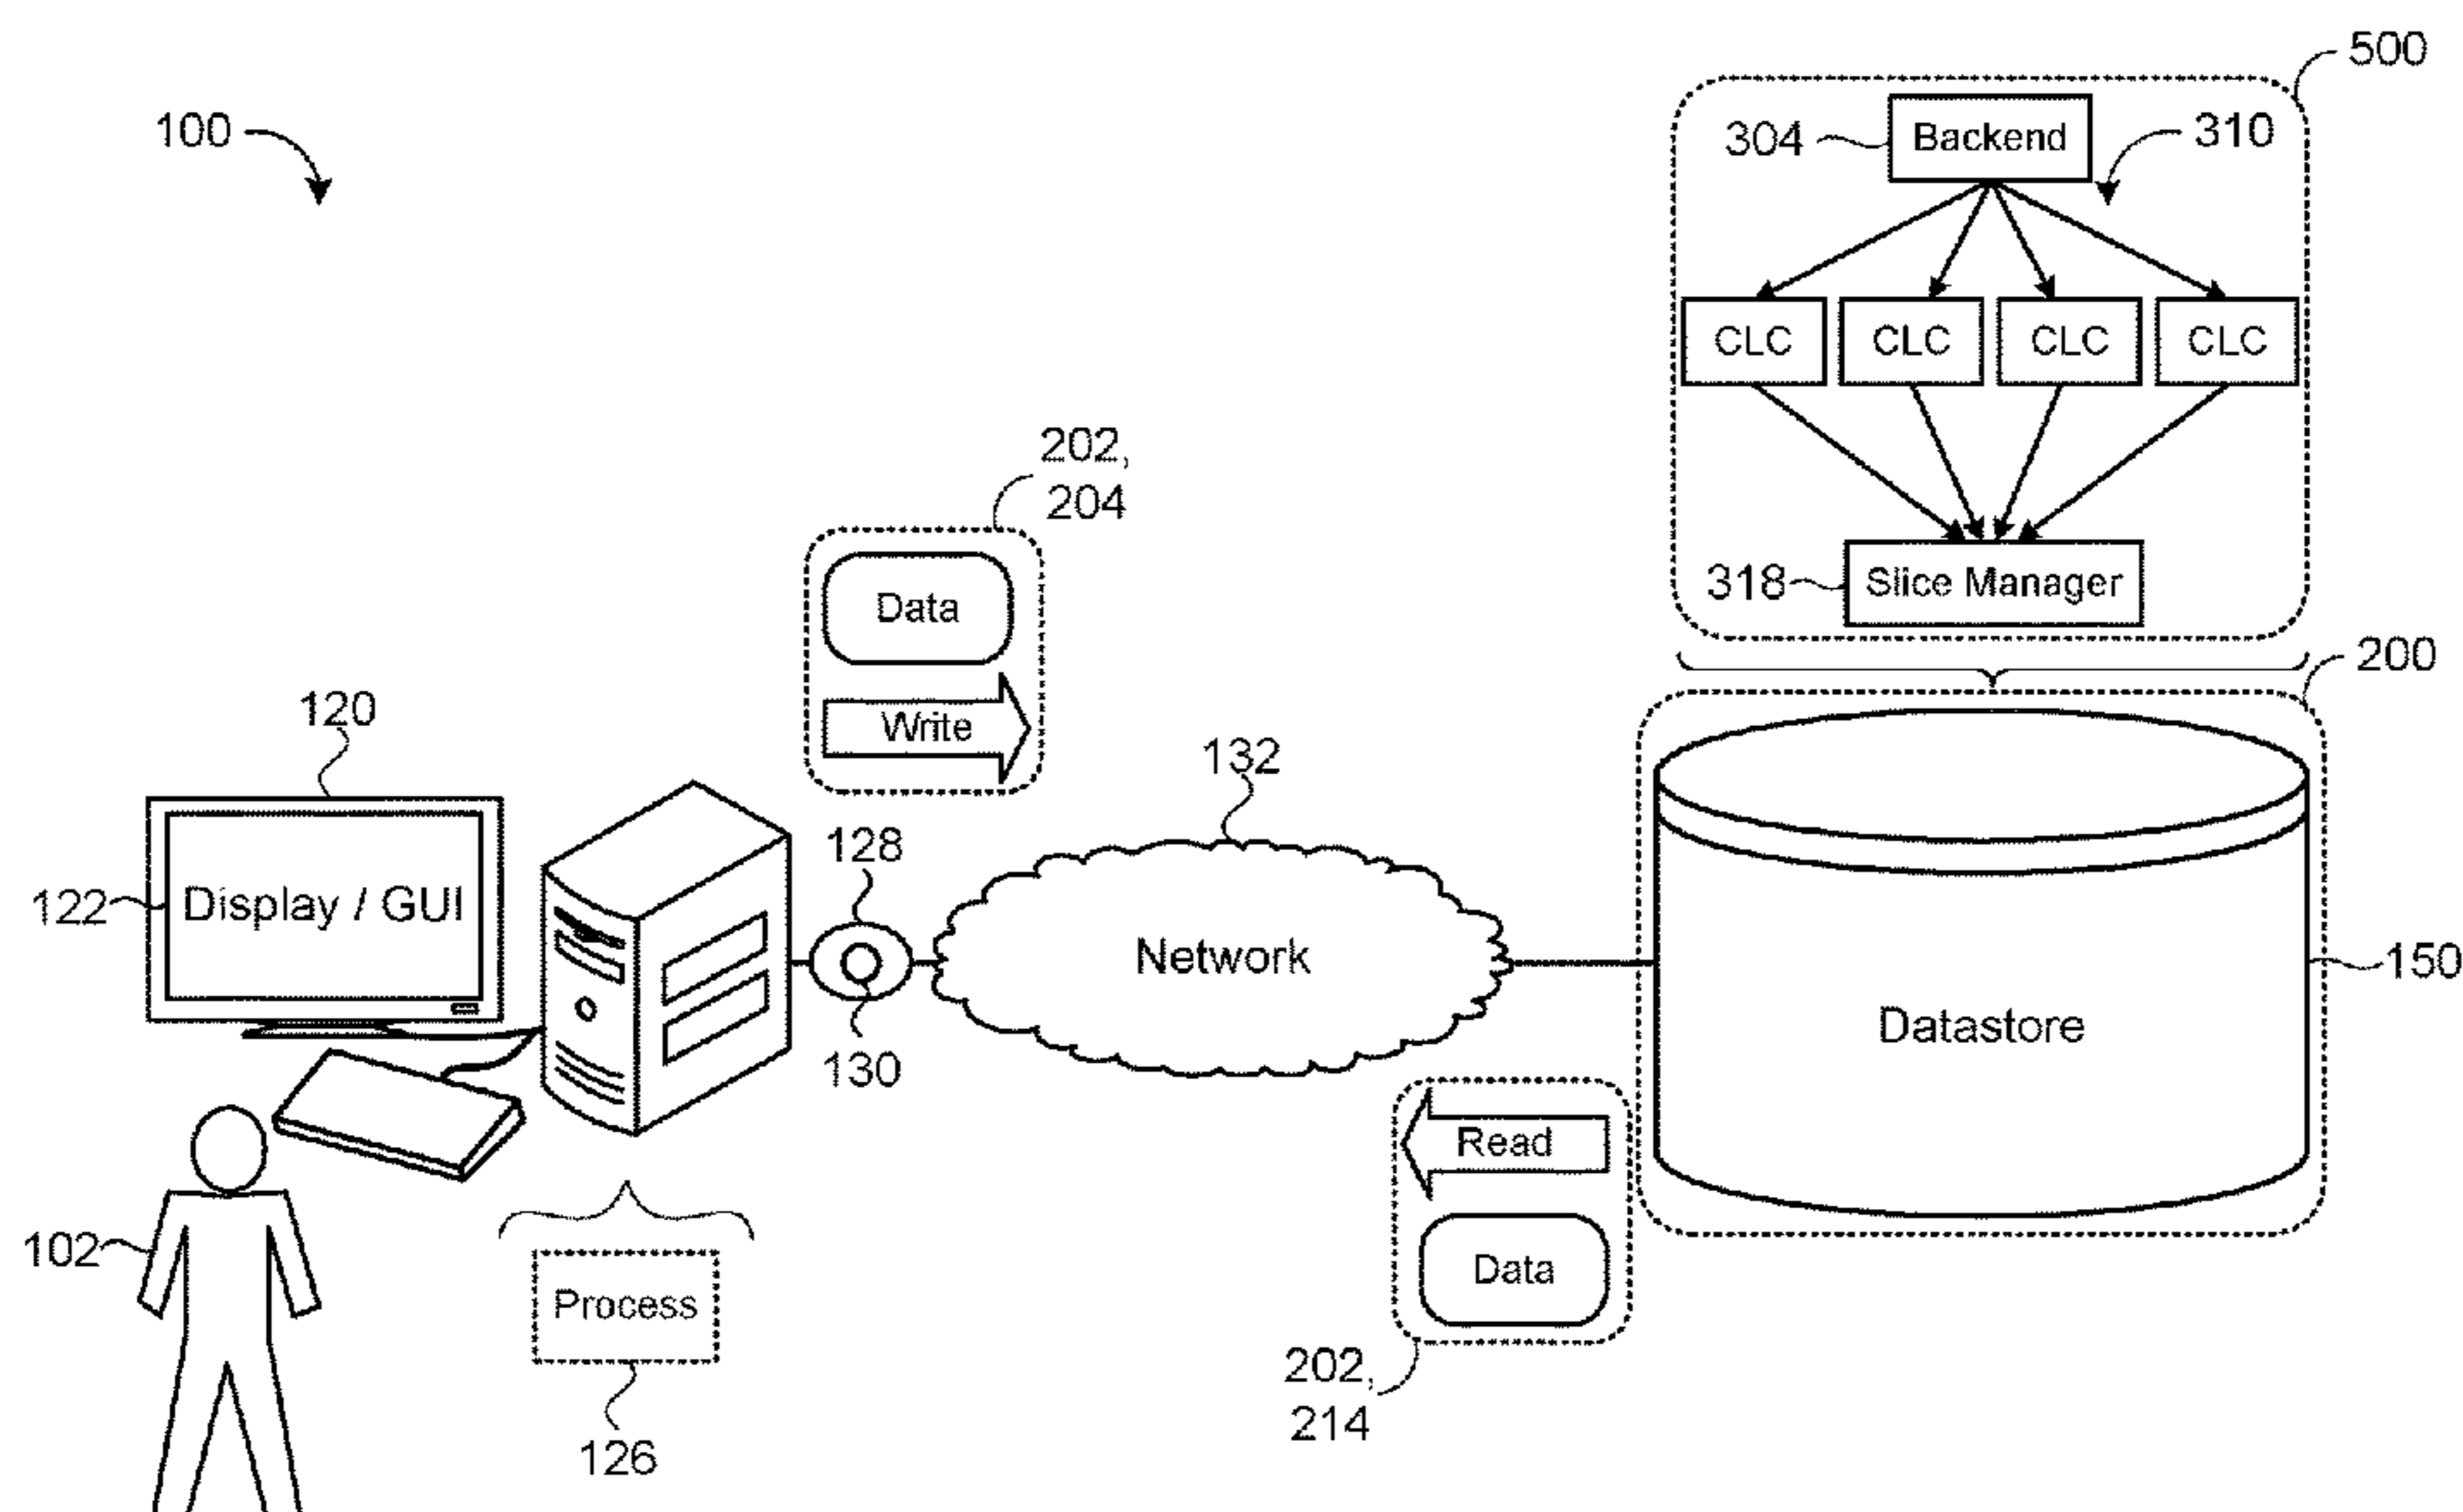 500
100
304
Backend
310
CLC CLC CLC CLC
202,
204
Data
Write
318
Slice Manager
200
120
132
128
122
Display / GUI
Network
150
Datastore
130
Read
Data
102
Process
202,
214
126